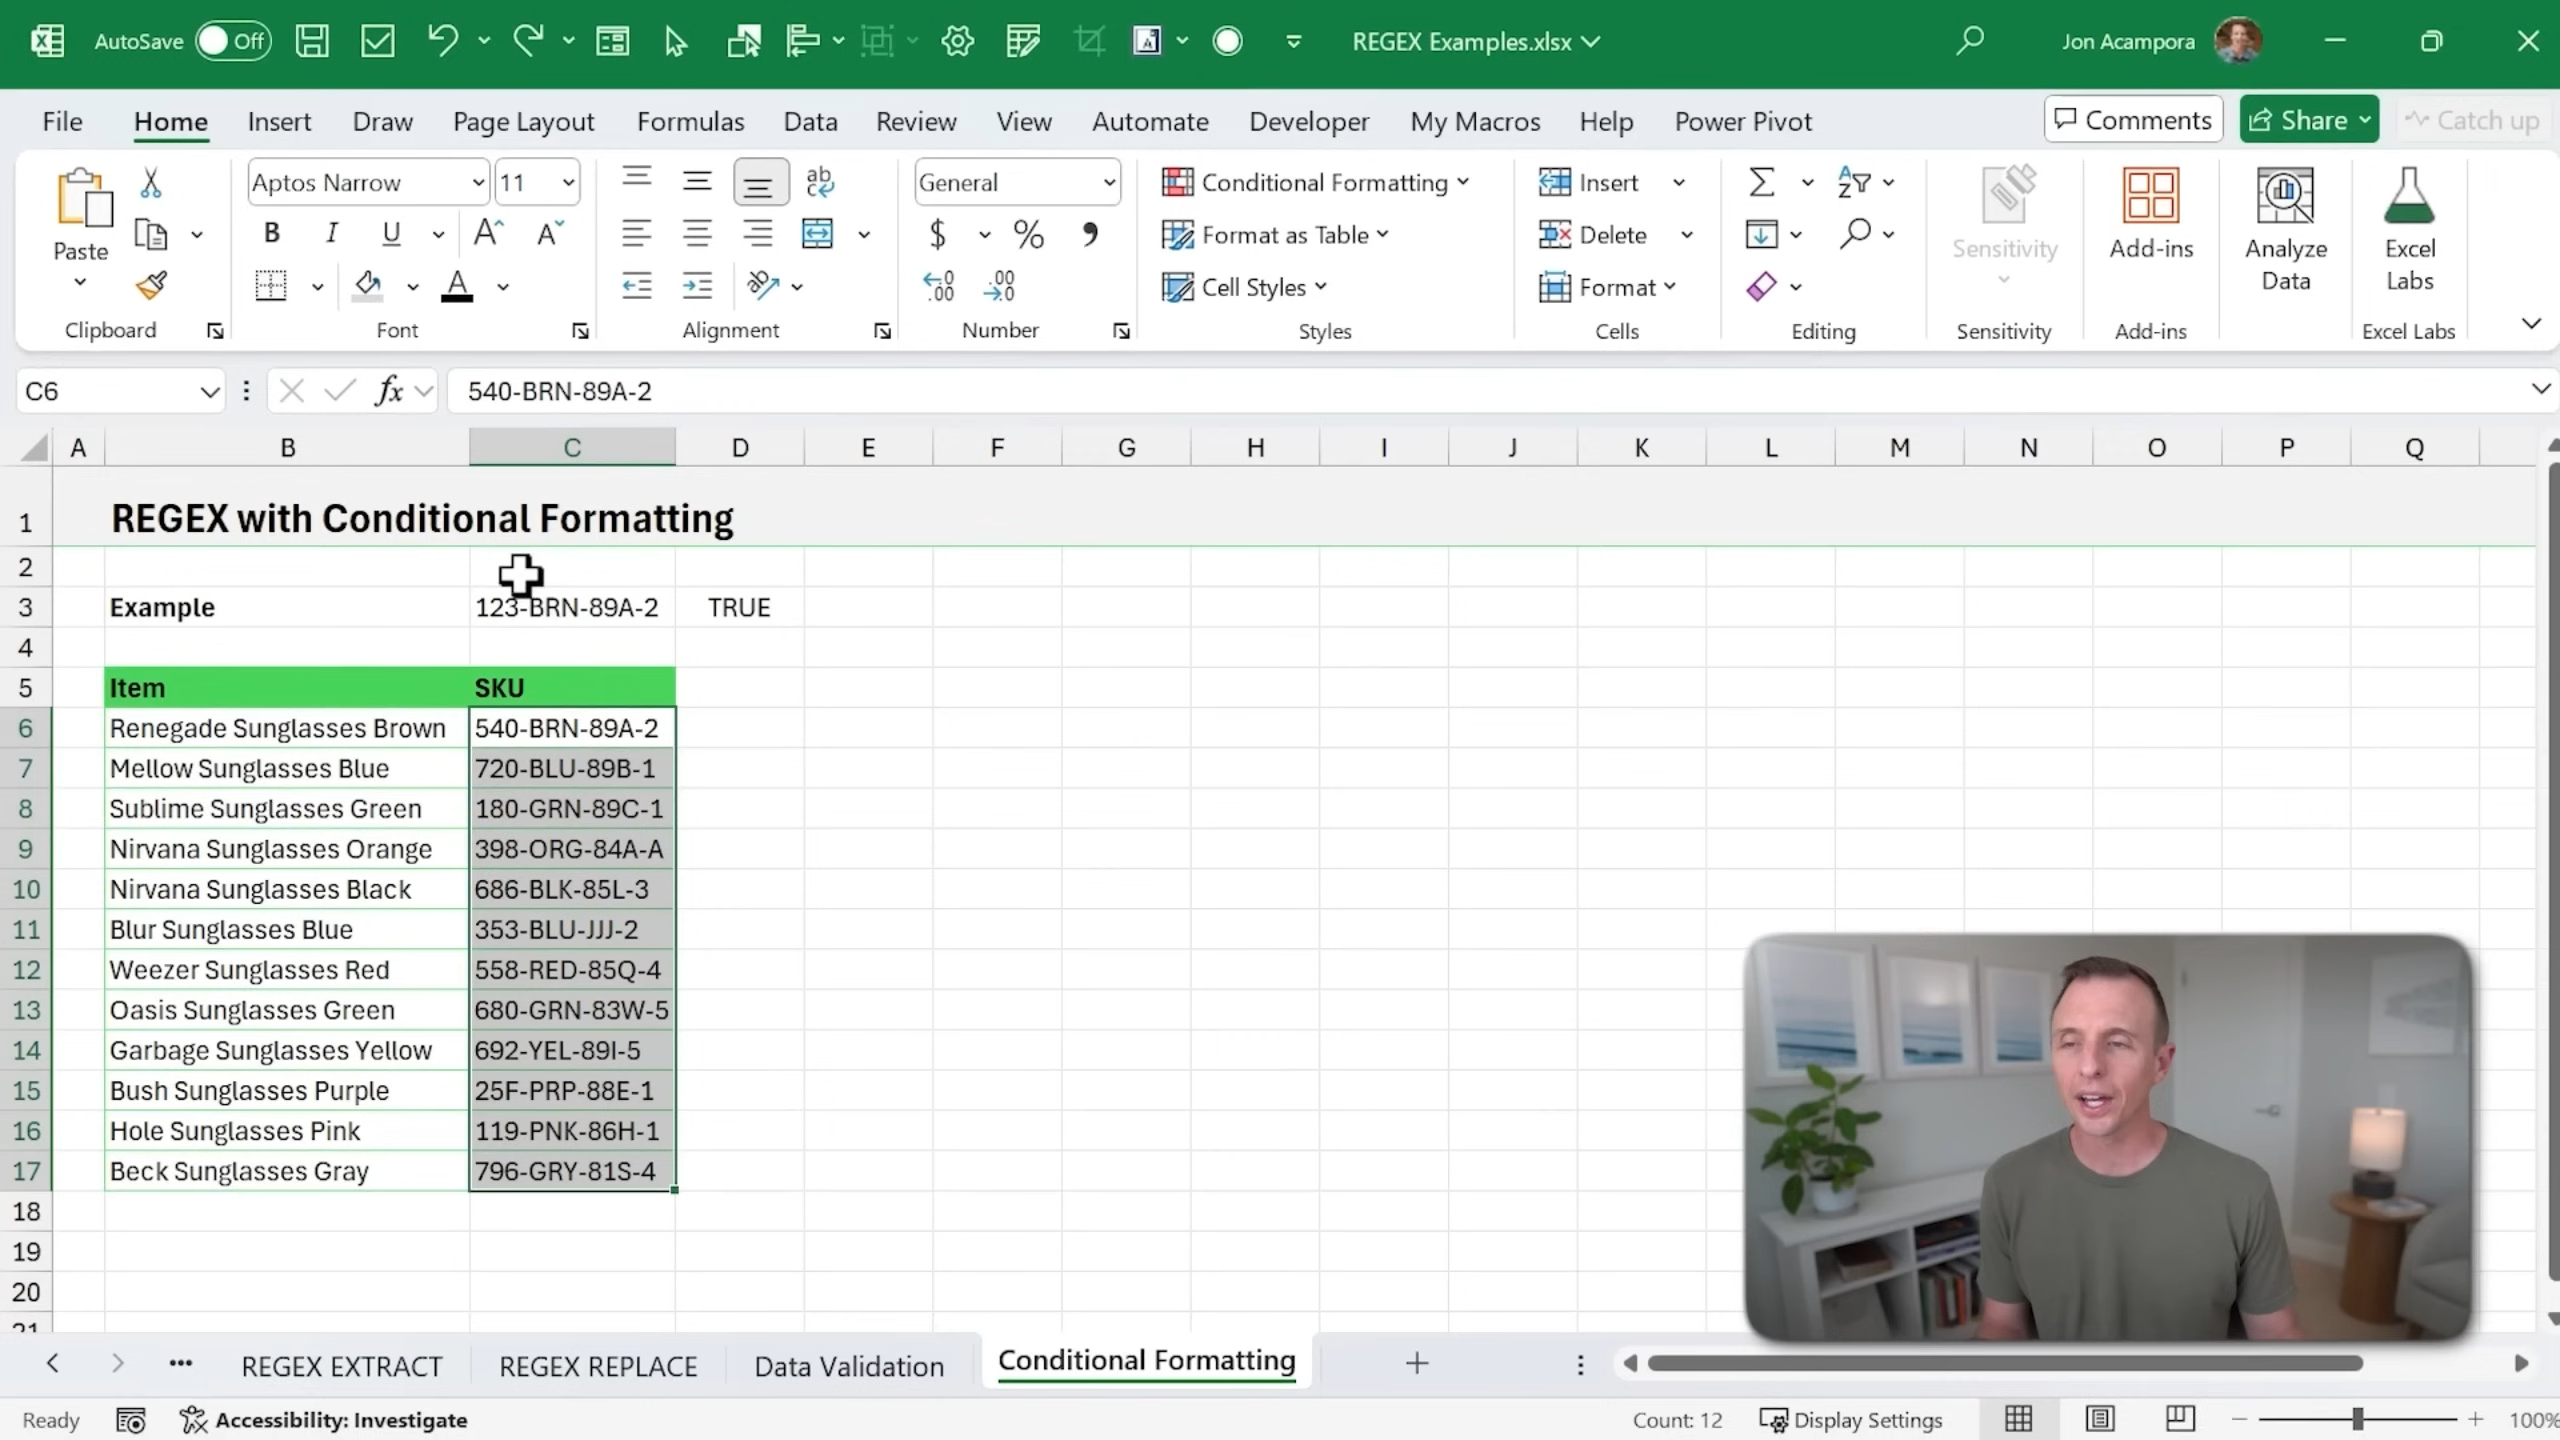 AutoSave Off REGEX Examples.xlsx Jon Acampora
File Home Insert Draw Page Layout Formulas Data Review View Automate Developer My Macros Help Power Pivot Comments Share Catch up
Paste
Clipboard
Aptos Narrow 11
B I U A A
A
Font
ab
ab
Alignment
General
$ % 9
.00 .00
Number
Conditional Formatting
Format as Table
Cell Styles
Styles
Insert
Delete
Format
Cells
Editing
Sensitivity
Sensitivity
Add-ins
Add-ins
Analyze
Data
Excel
Labs
Excel Labs
C6 fx 540-BRN-89A-2
A B C D E F G H I J K L M N O P Q
1 REGEX with Conditional Formatting
2
3 Example 123-BRN-89A-2 TRUE
4
5 Item SKU
6 Renegade Sunglasses Brown 540-BRN-89A-2
7 Mellow Sunglasses Blue 720-BLU-89B-1
8 Sublime Sunglasses Green 180-GRN-89C-1
9 Nirvana Sunglasses Orange 398-ORG-84A-A
10 Nirvana Sunglasses Black 686-BLK-85L-3
11 Blur Sunglasses Blue 353-BLU-JJJ-2
12 Weezer Sunglasses Red 558-RED-85Q-4
13 Oasis Sunglasses Green 680-GRN-83W-5
14 Garbage Sunglasses Yellow 692-YEL-89I-5
15 Bush Sunglasses Purple 25F-PRP-88E-1
16 Hole Sunglasses Pink 119-PNK-86H-1
17 Beck Sunglasses Gray 796-GRY-81S-4
18
19
20
21
REGEX EXTRACT REGEX REPLACE Data Validation Conditional Formatting
Ready Accessibility: Investigate Count: 12 Display Settings 100%